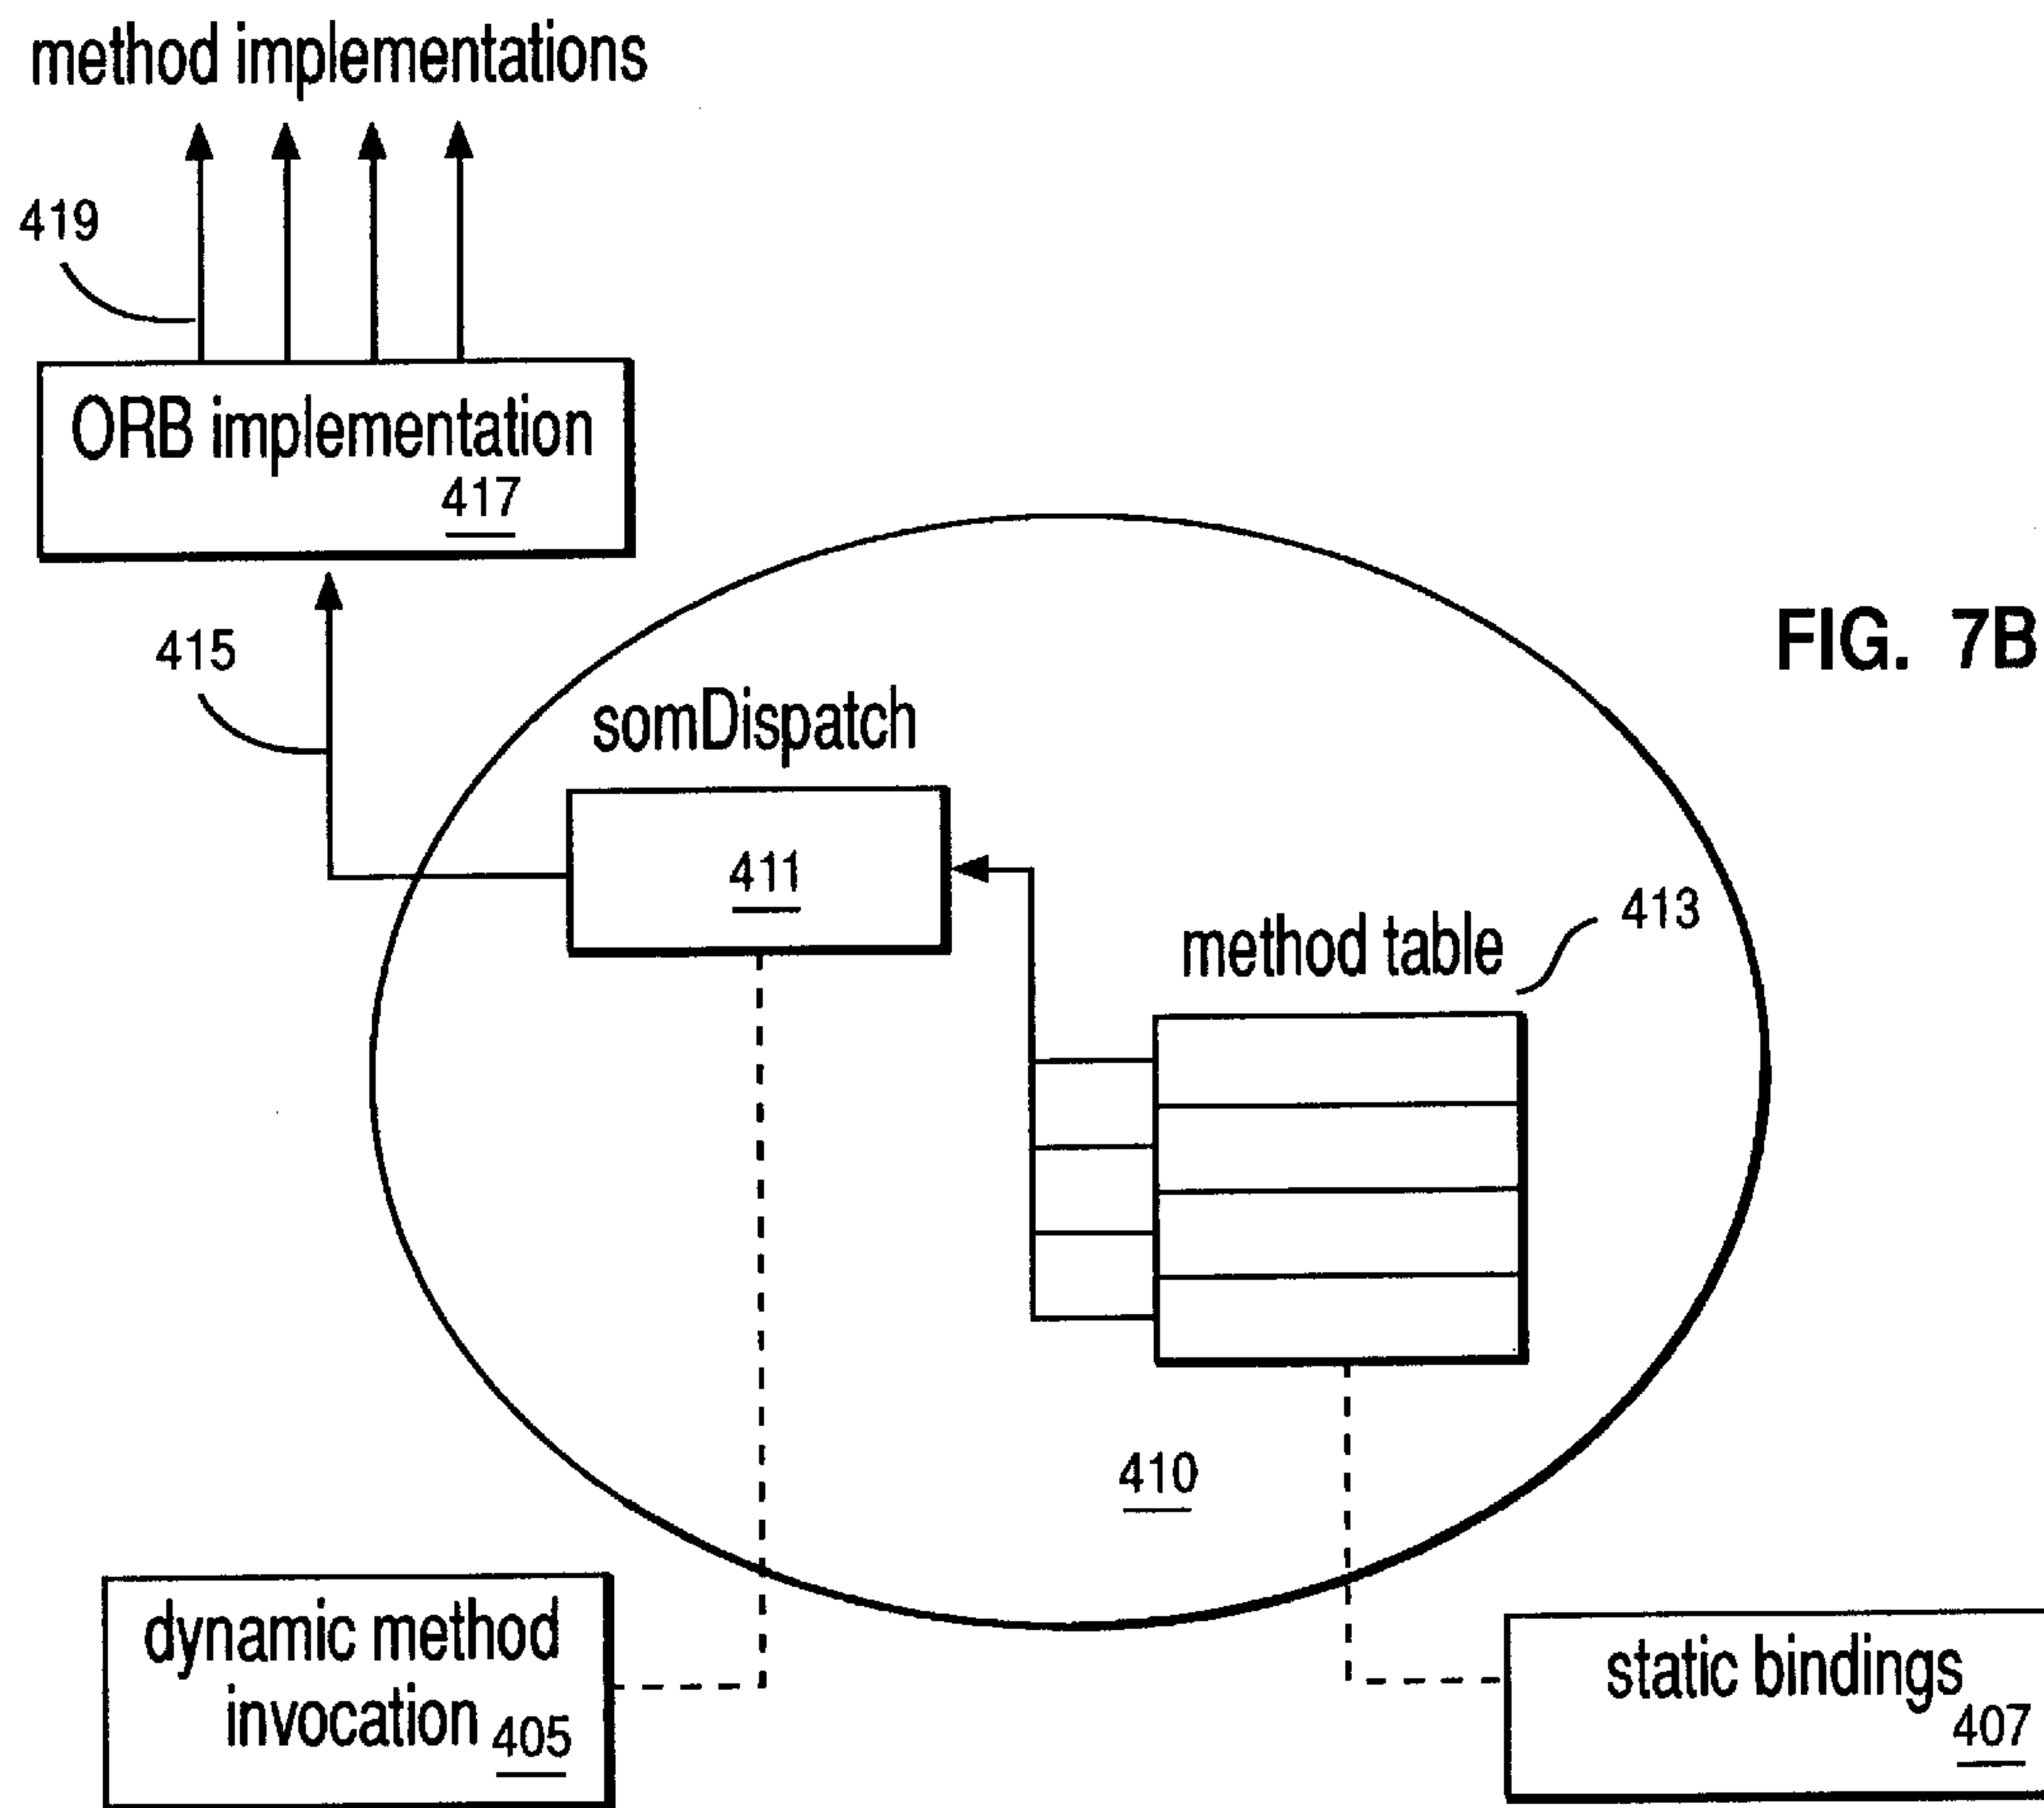 method implementations
419
ORB implementation
417
415
FIG. 7B
somDispatch
411
413
method table
410
dynamic method
invocation 405
static bindings
407